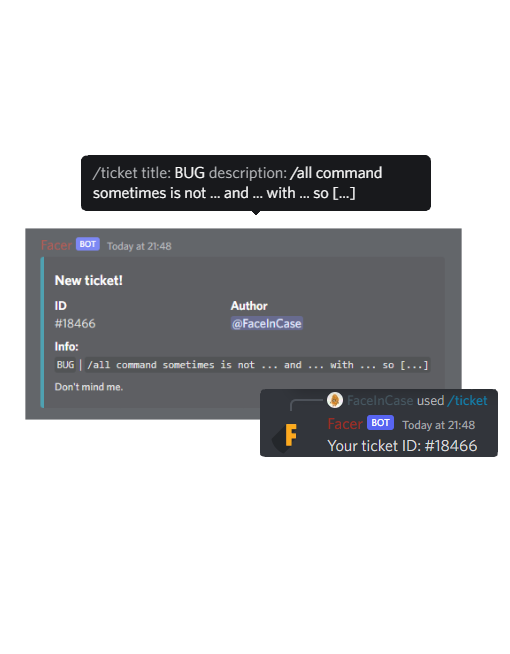 /ticket title: BUG description: /all command
sometimes is not ... and ... with ... so [...]
Facer BOT Today at 21:48
New ticket!
ID Author
#18466 @FaceInCase
Info:
BUG | /all command sometimes is not ... and ... with ... so [...]
Don't mind me.
FaceInCase used /ticket
F
Facer BOT Today at 21:48
Your ticket ID: #18466